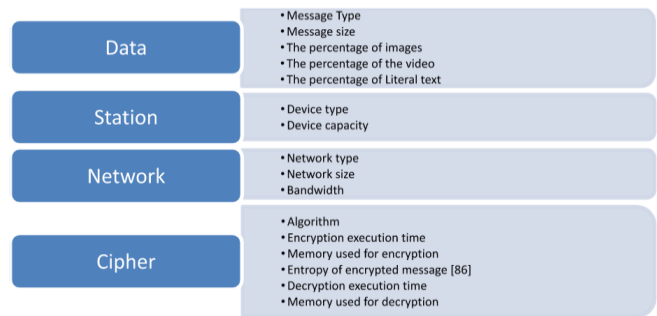 Data
• Message Type
• Message size
• The percentage of images
• The percentage of the video
• The percentage of Literal text
Station
• Device type
• Device capacity
Network
• Network type
• Network size
• Bandwidth
Cipher
• Algorithm
• Encryption execution time
• Memory used for encryption
• Entropy of encrypted message [86]
• Decryption execution time
• Memory used for decryption